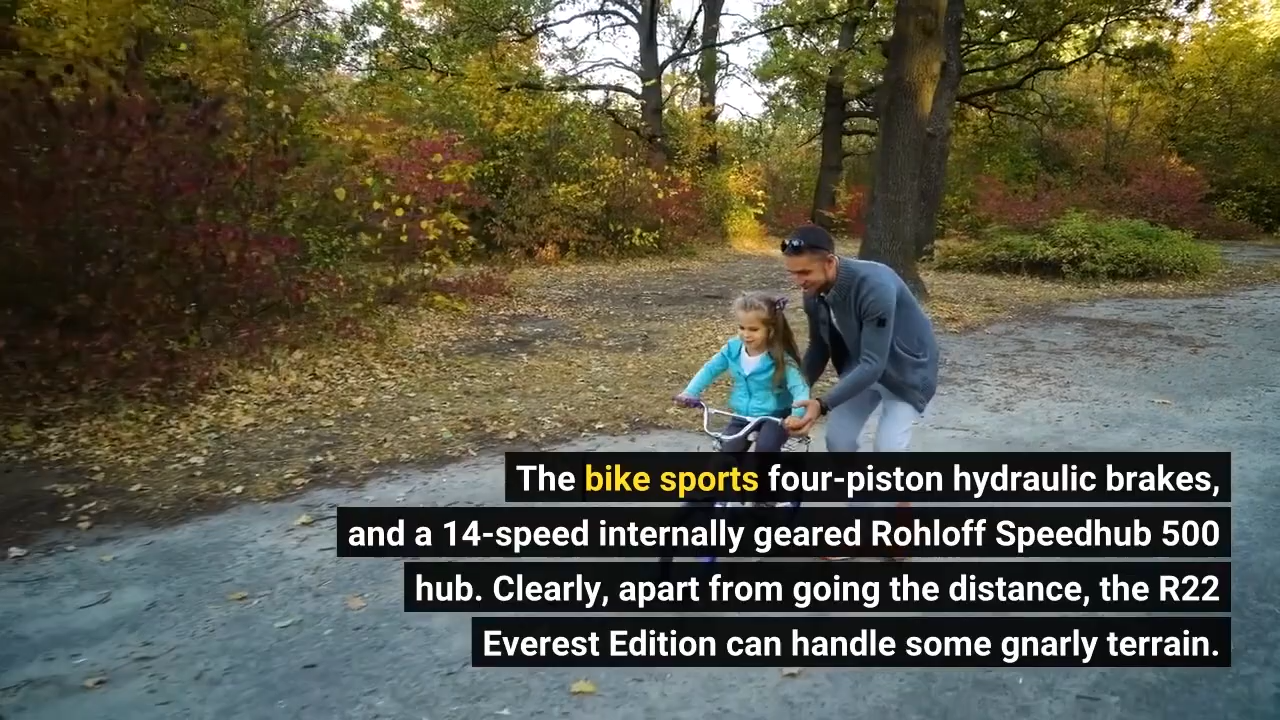 The bike sports four-piston hydraulic brakes,
and a 14-speed internally geared Rohloff Speedhub 500
hub. Clearly, apart from going the distance, the R22
Everest Edition can handle some gnarly terrain.